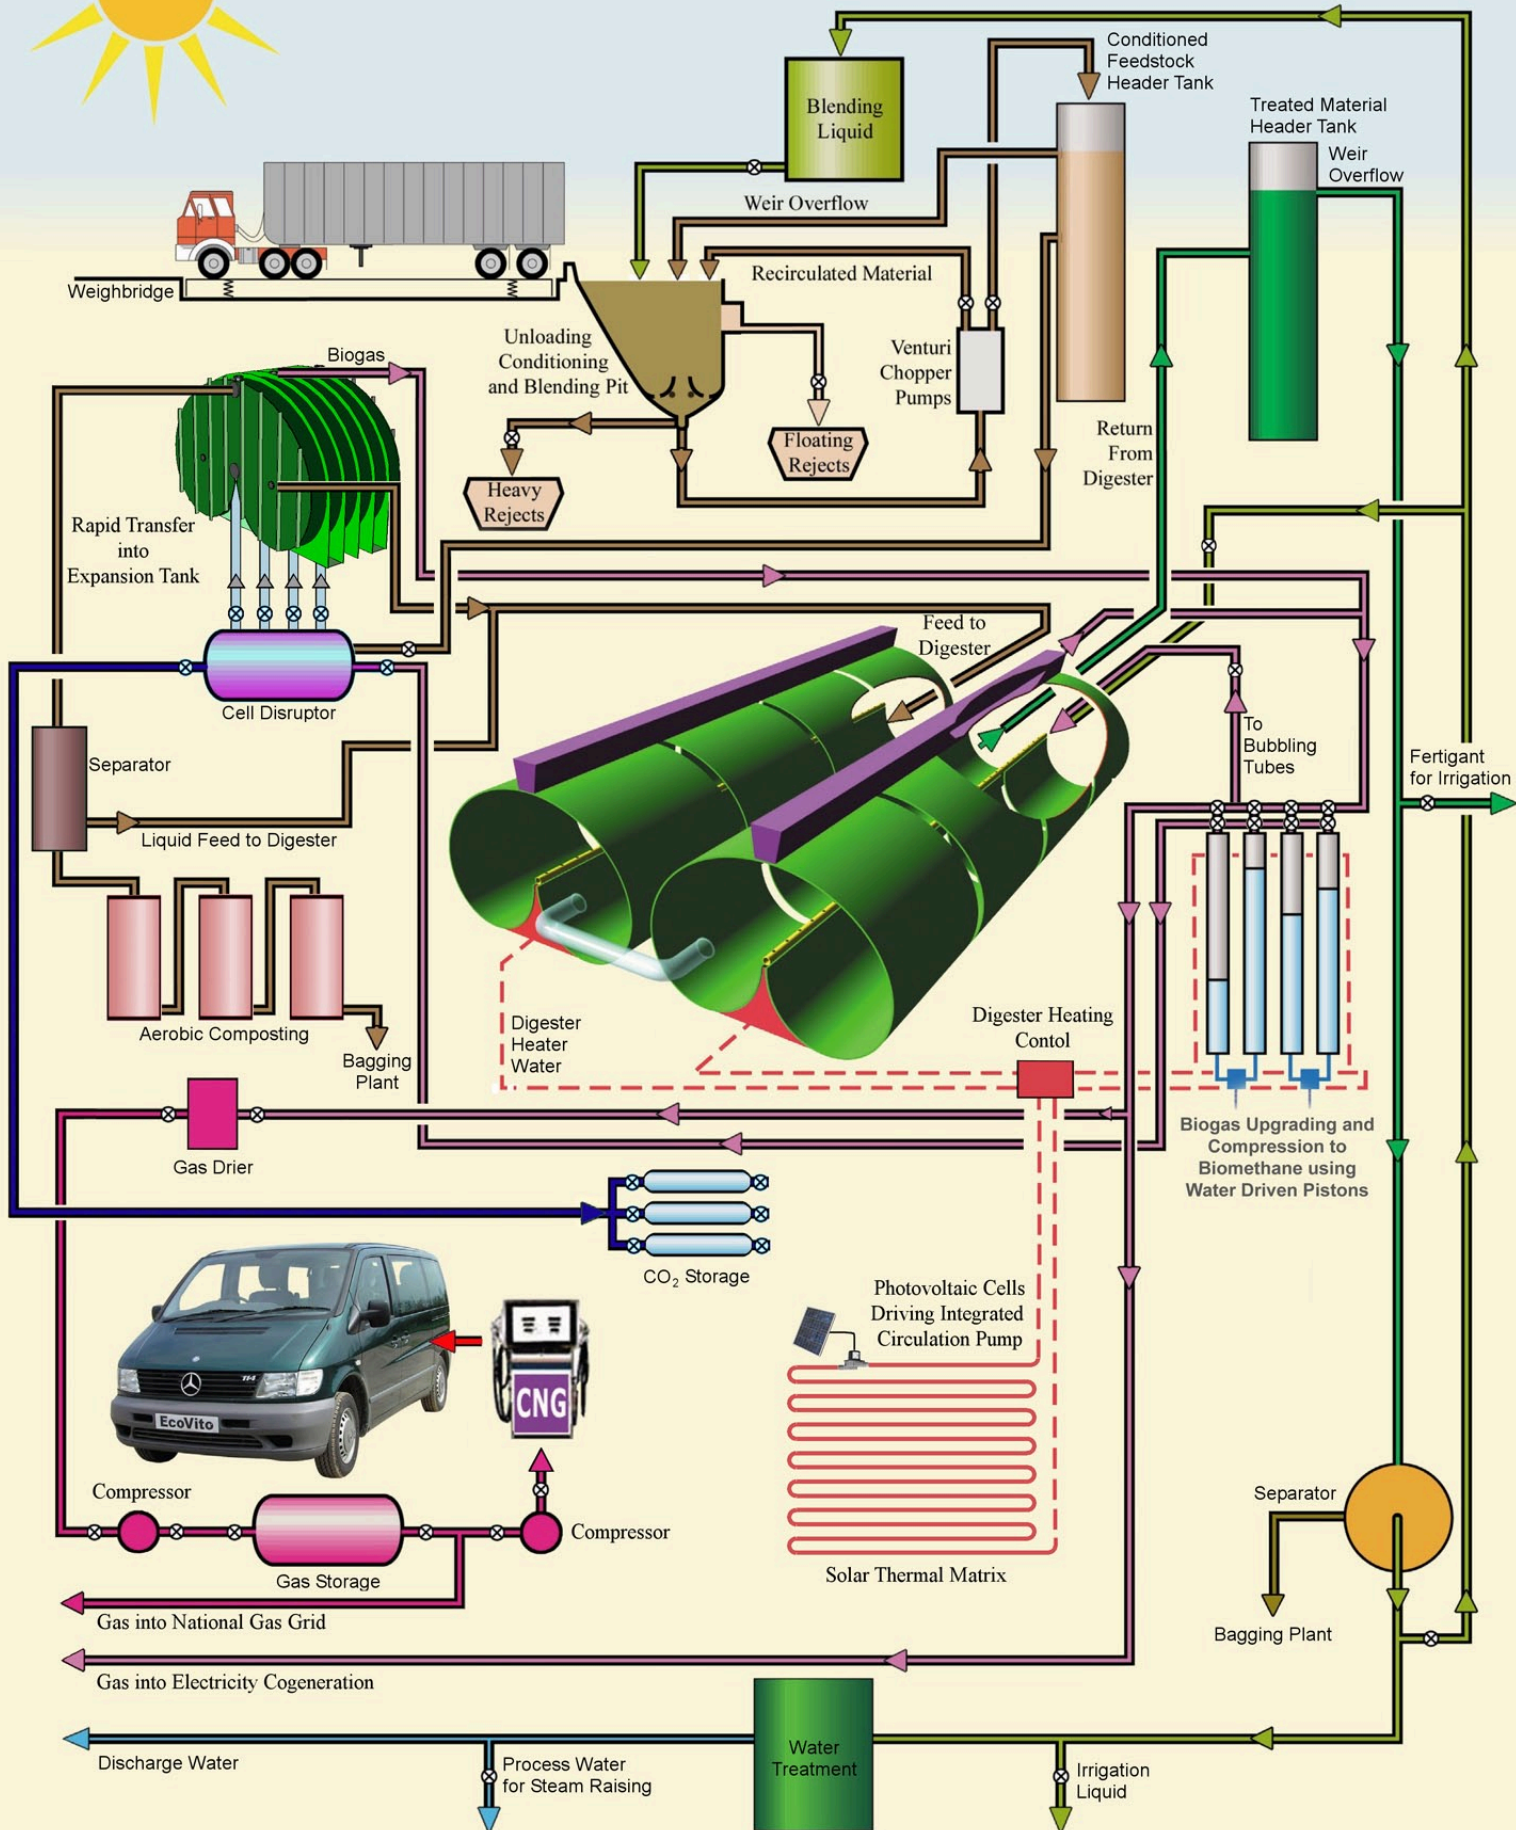 Conditioned
Feedstock
Header Tank
Blending
Liquid
Treated Material
Header Tank
Weir
Overflow
Weir Overflow
Recirculated Material
Weighbridge
Unloading
Conditioning
and Blending Pit
Venturi
Chopper
Pumps
Biogas
Floating
Rejects
Heavy
Rejects
Return
From
Digester
Rapid Transfer
into
Expansion Tank
Feed to
Digester
Cell Disruptor
To
Bubbling
Tubes
Separator
Fertigant
for Irrigation
Liquid Feed to Digester
Aerobic Composting
Bagging
Plant
Digester
Heater
Water
Digester Heating
Contol
Gas Drier
Biogas Upgrading and
Compression to
Biomethane using
Water Driven Pistons
CO₂ Storage
Photovoltaic Cells
Driving Integrated
Circulation Pump
TH4
EcoVito
CNG
Compressor
Compressor
Gas Storage
Solar Thermal Matrix
Separator
Gas into National Gas Grid
Bagging Plant
Gas into Electricity Cogeneration
Discharge Water
Process Water
for Steam Raising
Water
Treatment
Irrigation
Liquid